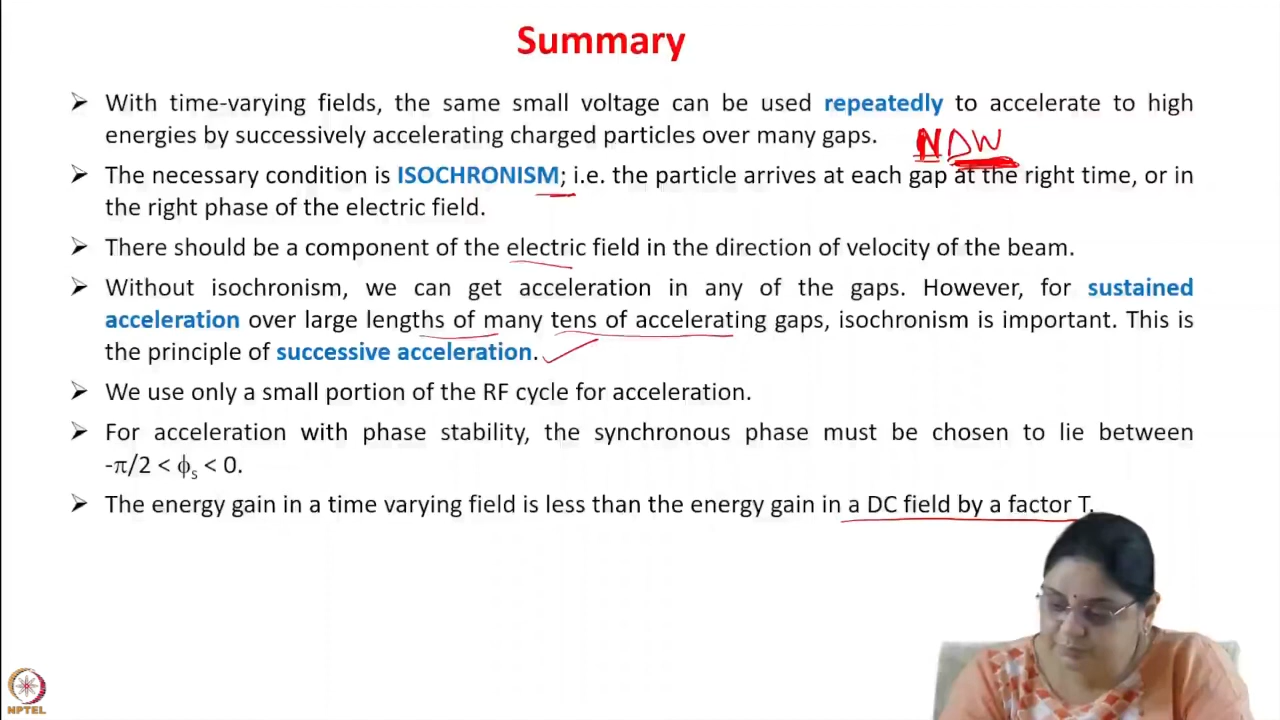 Summary
➢ With time-varying fields, the same small voltage can be used repeatedly to accelerate to high
energies by successively accelerating charged particles over many gaps. N ΔW
➢ The necessary condition is ISOCHRONISM; i.e. the particle arrives at each gap at the right time, or in
the right phase of the electric field.
➢ There should be a component of the electric field in the direction of velocity of the beam.
➢ Without isochronism, we can get acceleration in any of the gaps. However, for sustained
acceleration over large lengths of many tens of accelerating gaps, isochronism is important. This is
the principle of successive acceleration.
➢ We use only a small portion of the RF cycle for acceleration.
➢ For acceleration with phase stability, the synchronous phase must be chosen to lie between
-π/2 < ϕs < 0.
➢ The energy gain in a time varying field is less than the energy gain in a DC field by a factor T.
NPTEL